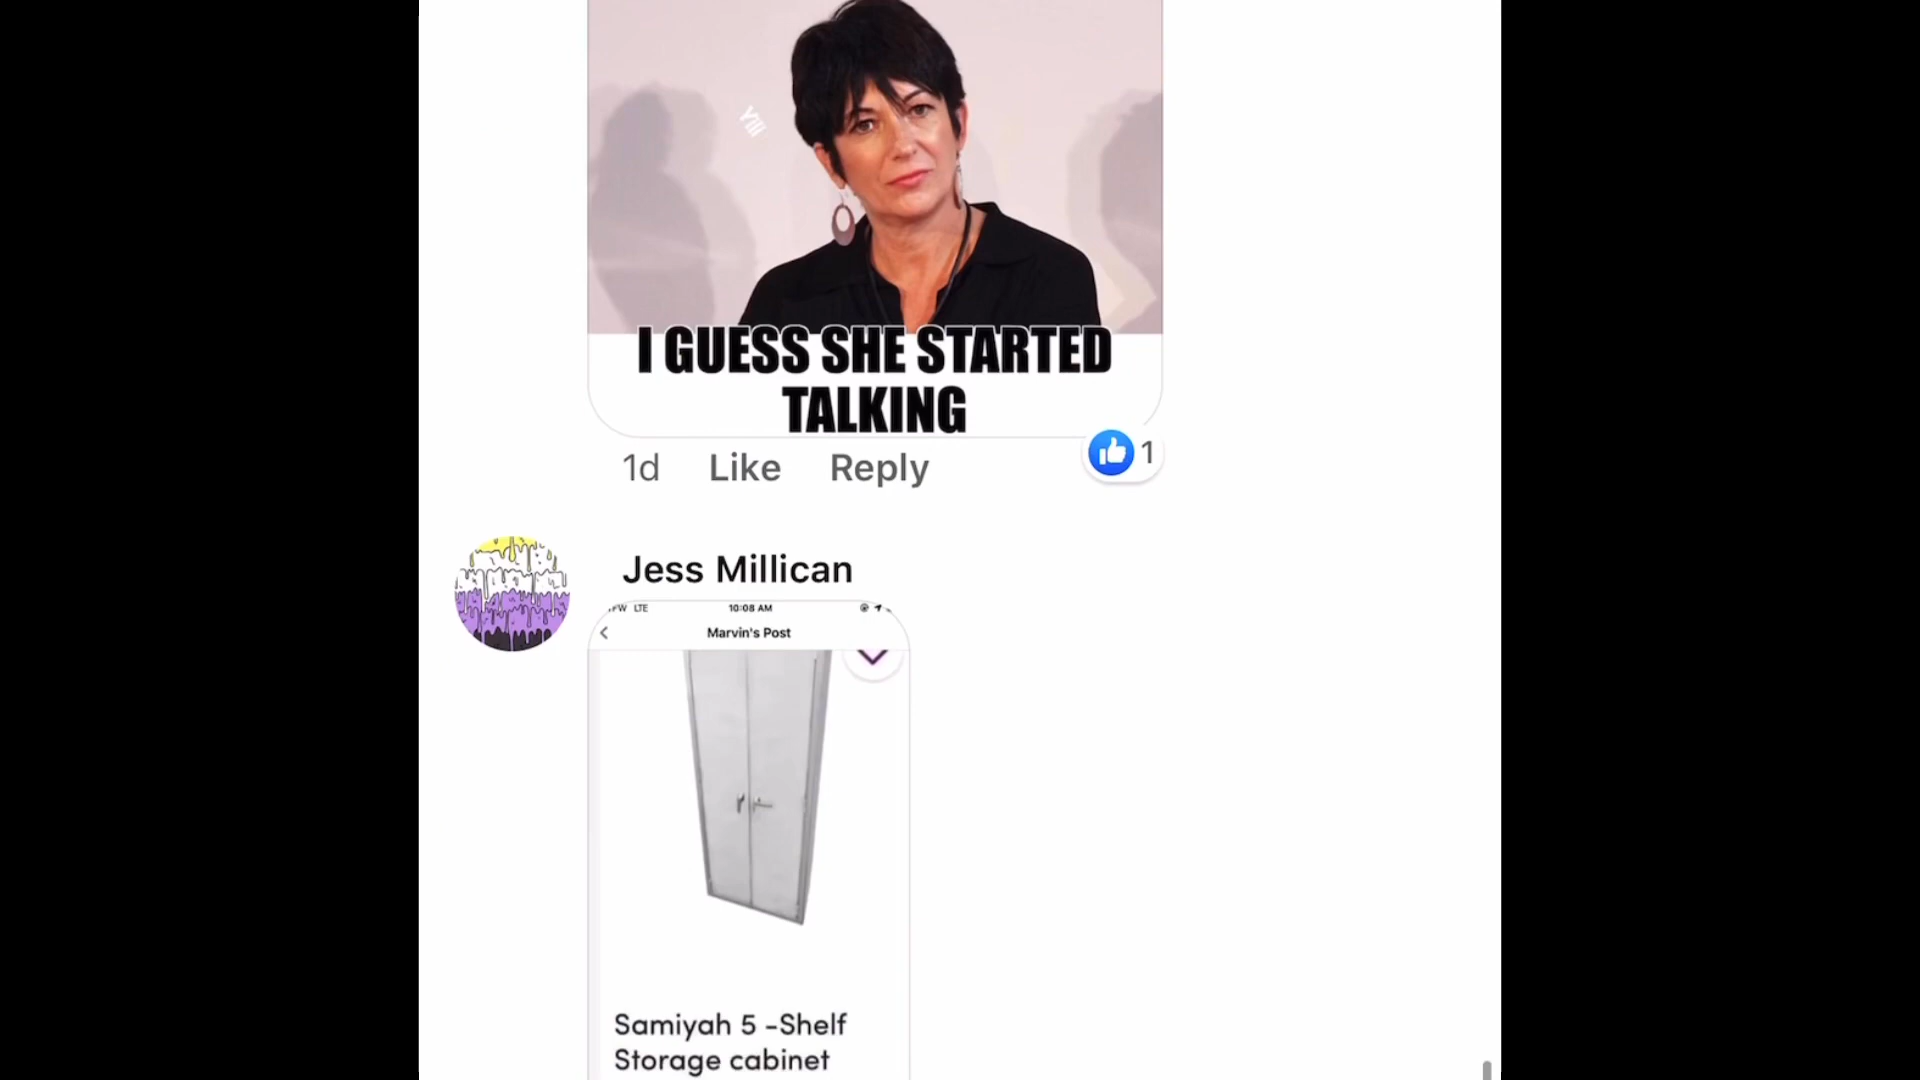 I GUESS SHE STARTED
TALKING
1d Like Reply
1
Jess Millican
LTE 10:08 AM
Marvin's Post
Samiyah 5 -Shelf
Storage cabinet